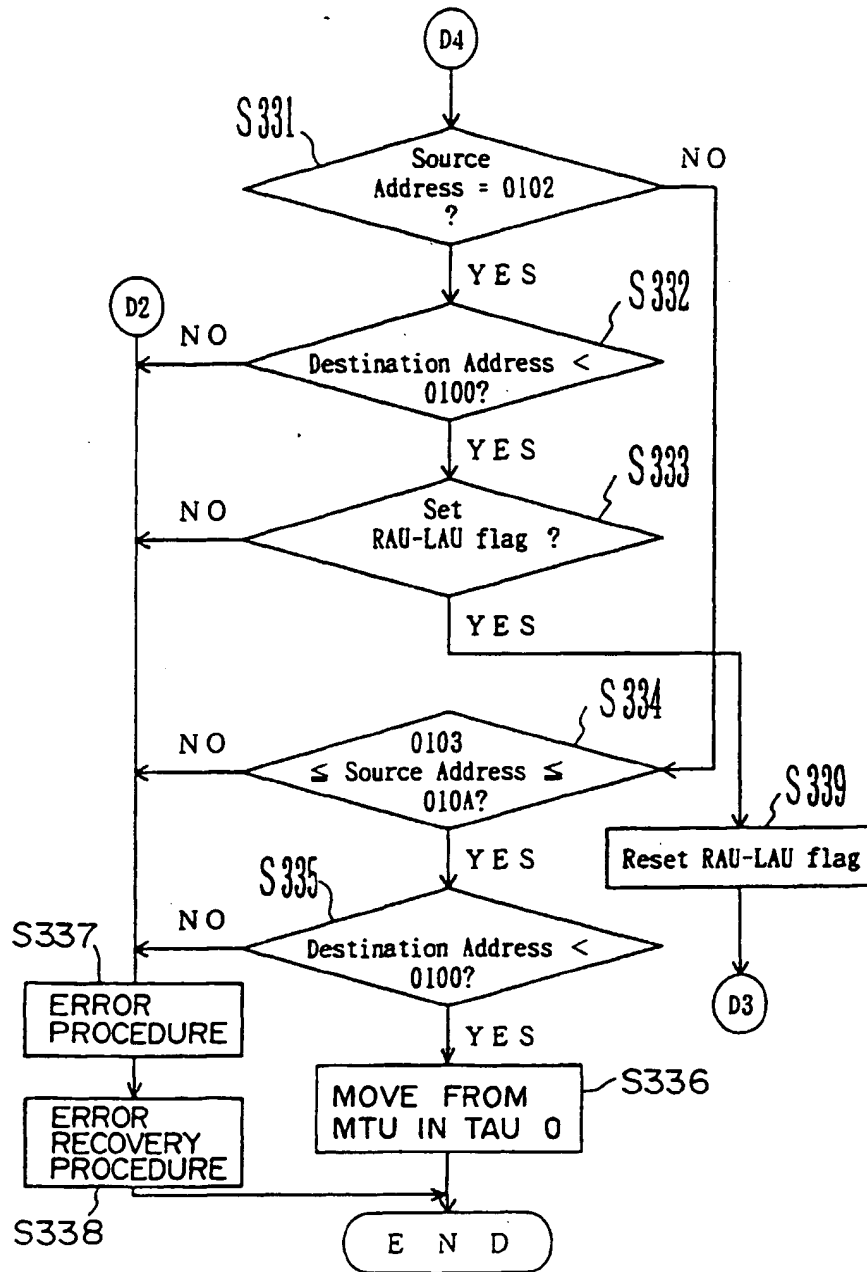 D4
S331
Source
Address = 0102
?
NO
YES
D2
S332
NO
Destination Address <
0100?
YES
S333
NO
Set
RAU-LAU flag ?
YES
S334
NO
0103
≦ Source Address ≦
010A?
S339
YES
Reset RAU-LAU flag
S335
NO
Destination Address <
0100?
S337
D3
ERROR
PROCEDURE
YES
S336
MOVE FROM
MTU IN TAU 0
ERROR
RECOVERY
PROCEDURE
S338
END